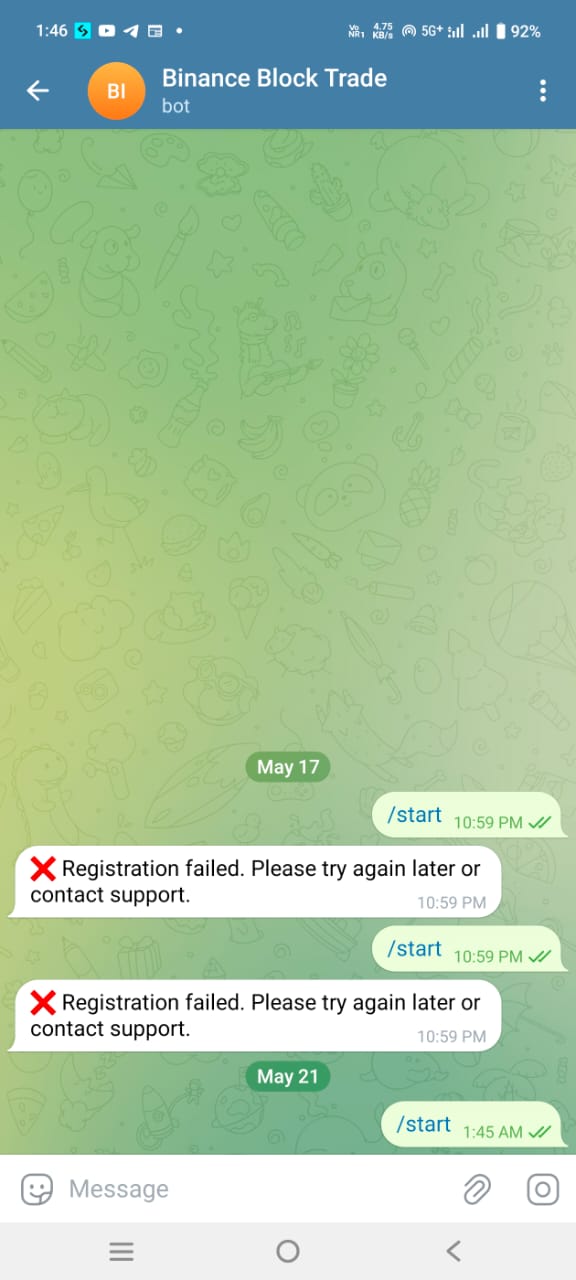 1:46
Vo NR1 4.75 KB/s 5G+ 92%
BI
Binance Block Trade
bot
May 17
/start 10:59 PM
❌ Registration failed. Please try again later or
contact support. 10:59 PM
/start 10:59 PM
❌ Registration failed. Please try again later or
contact support. 10:59 PM
May 21
/start 1:45 AM
Message